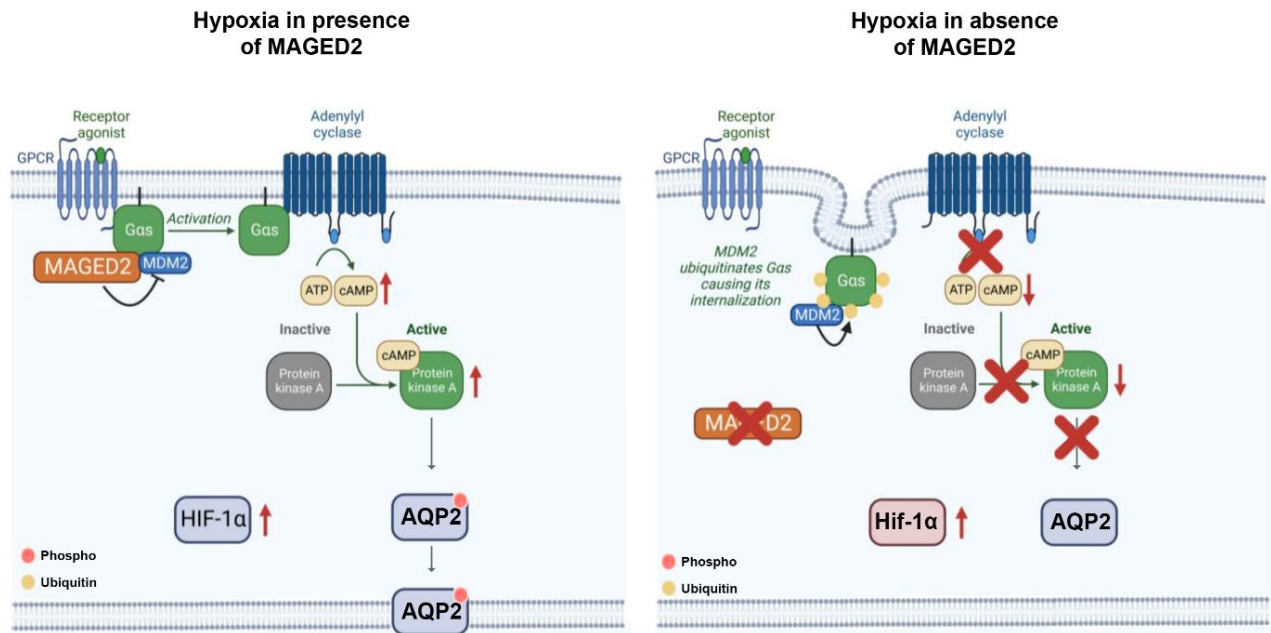 Hypoxia in presence
of MAGED2
Receptor
agonist
GPCR
Adenylyl
cyclase
Gαs
Activation
Gαs
MAGED2
MDM2
ATP
cAMP
Inactive
Active
cAMP
Protein
kinase A
Protein
kinase A
HIF-1α
AQP2
Phospho
Ubiquitin
AQP2
Hypoxia in absence
of MAGED2
Receptor
agonist
GPCR
Adenylyl
cyclase
MDM2
ubiquitinates Gαs
causing its
internalization
Gαs
MDM2
ATP
cAMP
Inactive
Active
cAMP
Protein
kinase A
Protein
kinase A
MAGED2
Hif-1α
AQP2
Phospho
Ubiquitin